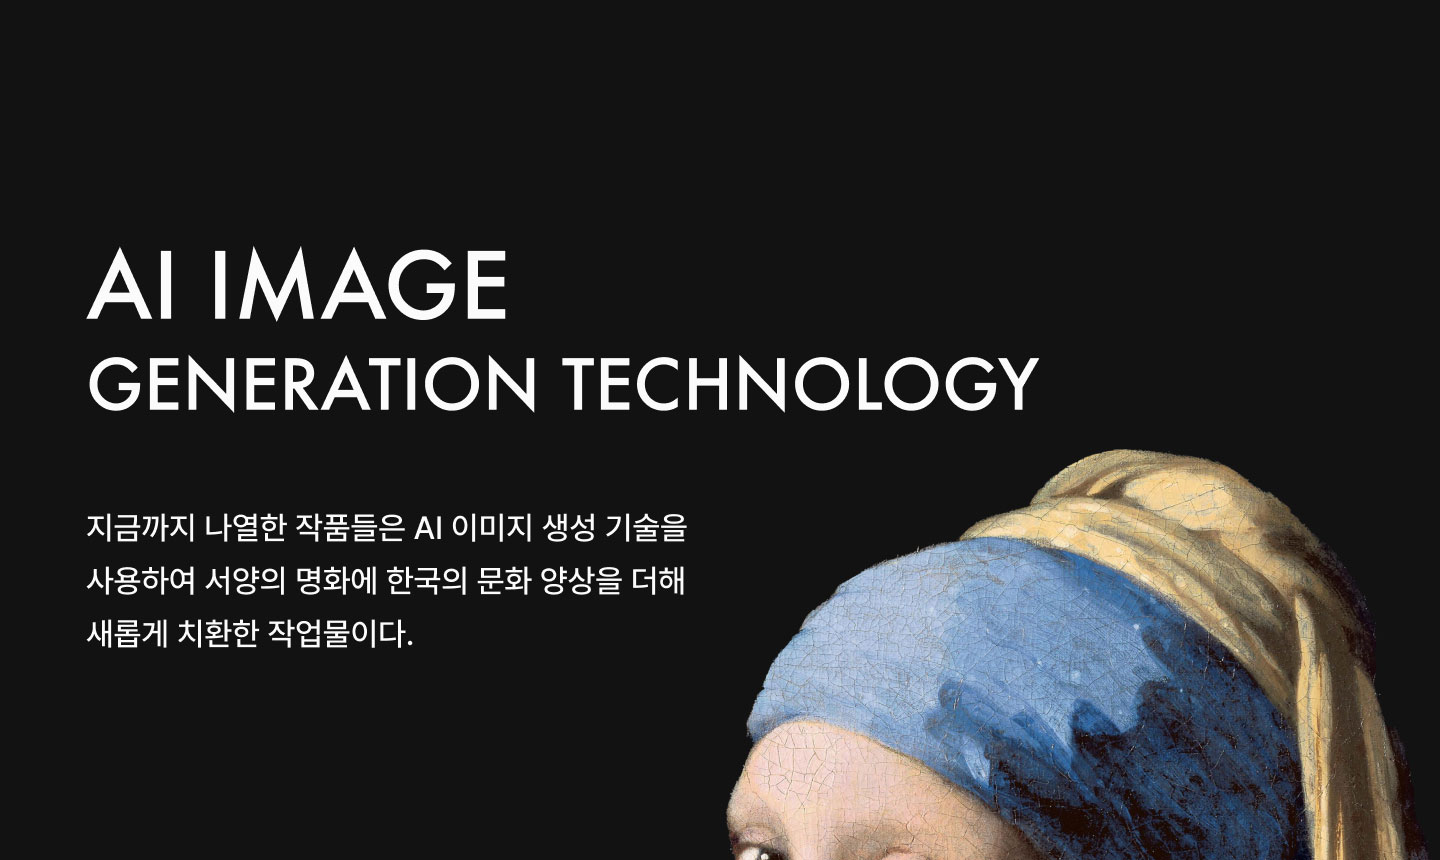 AI IMAGE
GENERATION TECHNOLOGY
지금까지 나열한 작품들은 AI 이미지 생성 기술을
사용하여 서양의 명화에 한국의 문화 양상을 더해
새롭게 치환한 작업물이다.